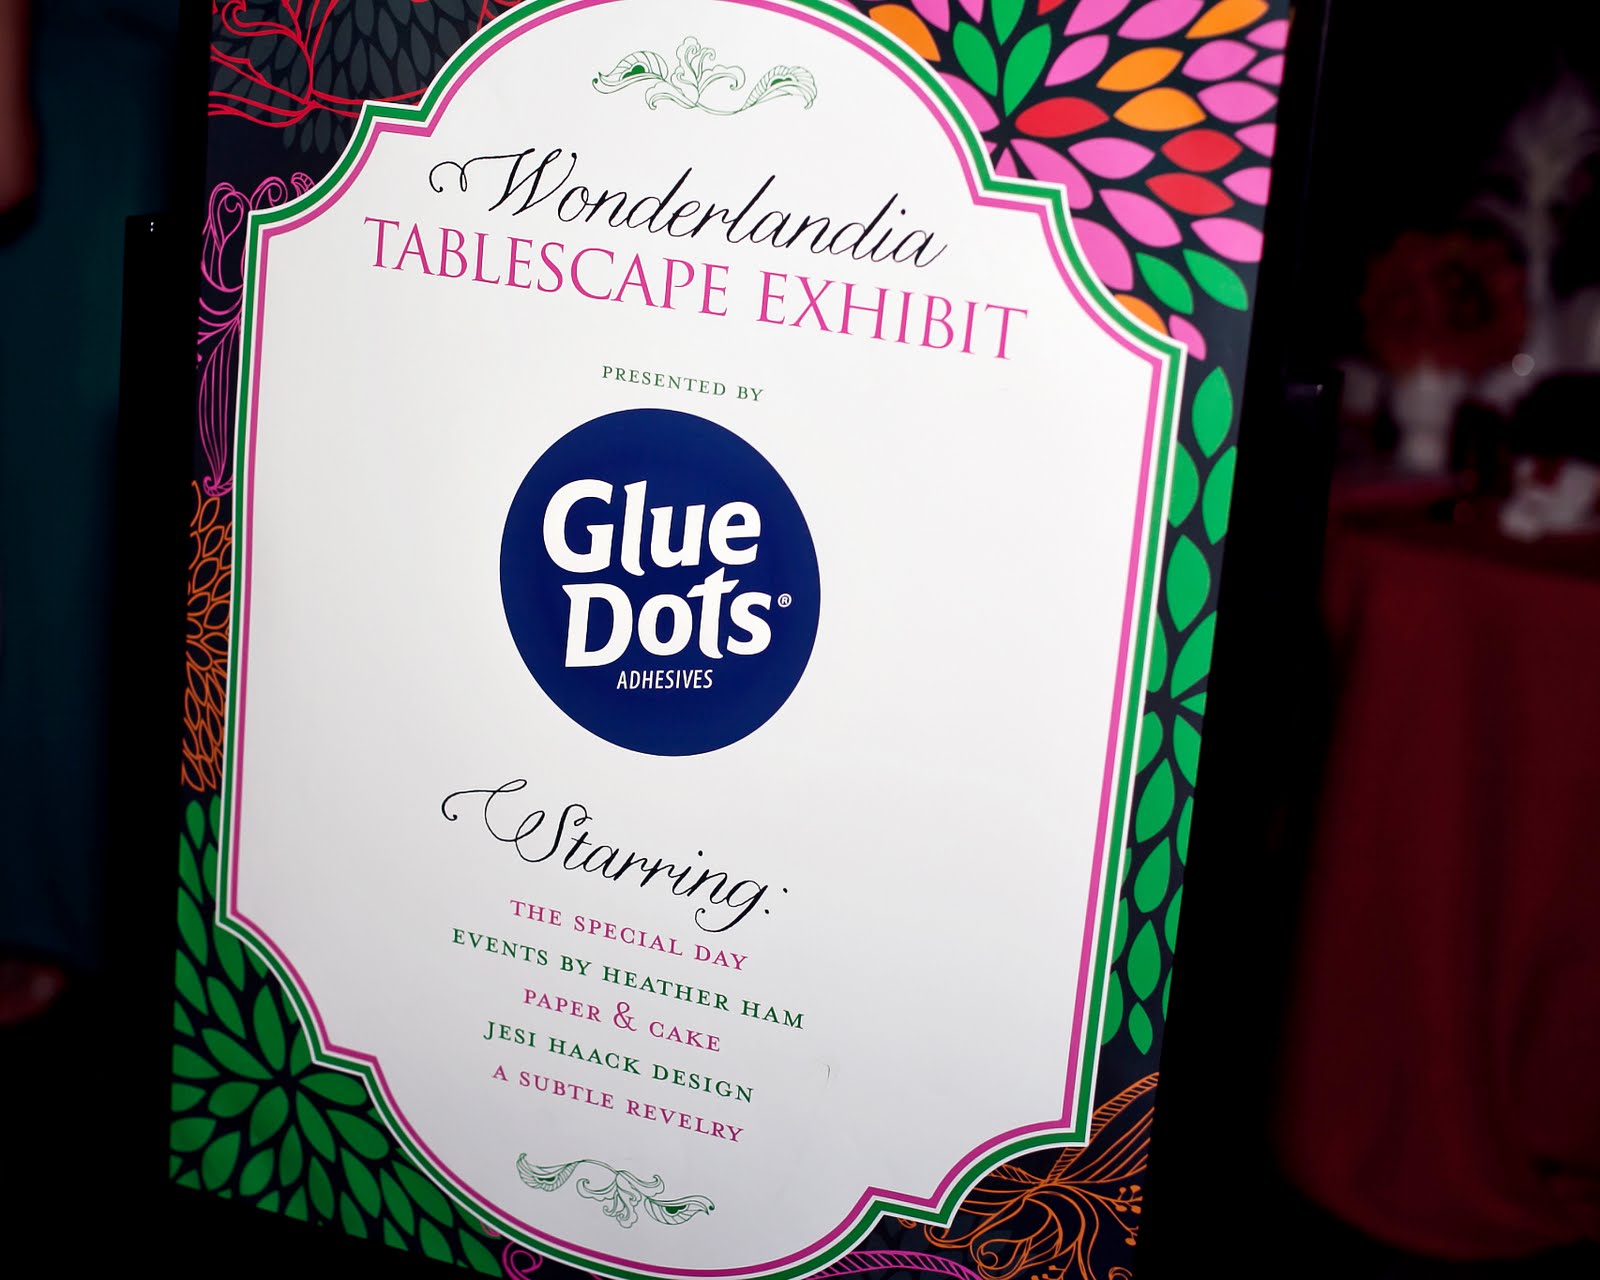 Wonderlandia
TABLESCAPE EXHIBIT
PRESENTED BY
Glue
Dots®
ADHESIVES
Starring:
THE SPECIAL DAY
EVENTS BY HEATHER HAM
PAPER & CAKE
JESI HAACK DESIGN
A SUBTLE REVELRY